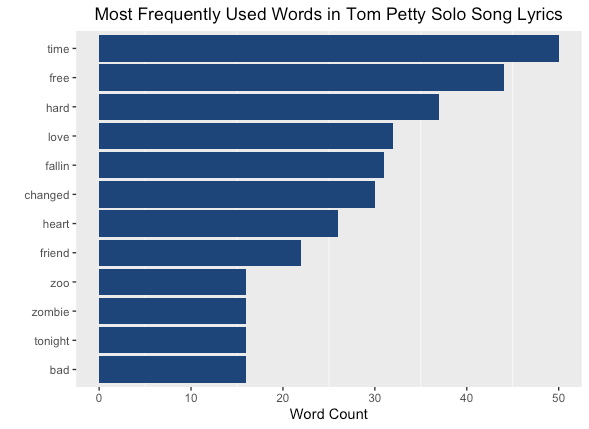 Most Frequently Used Words in Tom Petty Solo Song Lyrics
time
free
hard
love
fallin
changed
heart
friend
zoo
zombie
tonight
bad
0 10 20 30 40 50
Word Count